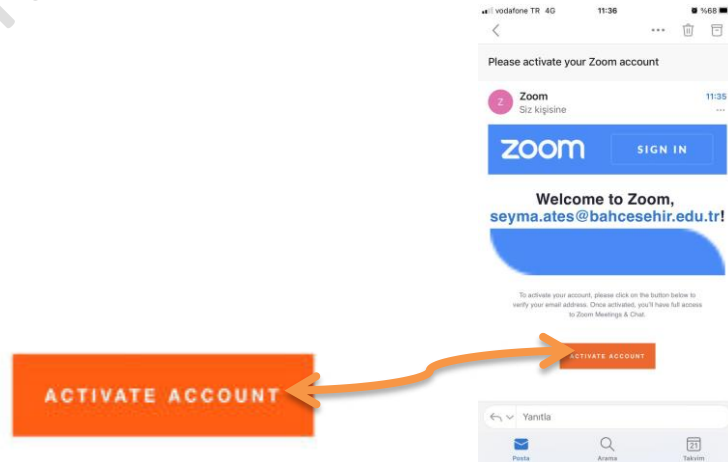 vodafone TR 4G 11:36 %68
Please activate your Zoom account
Z Zoom 11:35
Siz kişisine
zoom SIGN IN
Welcome to Zoom,
seyma.ates@bahcesehir.edu.tr!
To activate your account, please click on the button below to
verify your email address. Once activated, you'll have full access
to Zoom Meetings & Chat.
ACTIVATE ACCOUNT
ACTIVATE ACCOUNT
Yanıtla
21
Posta Arama Takvim